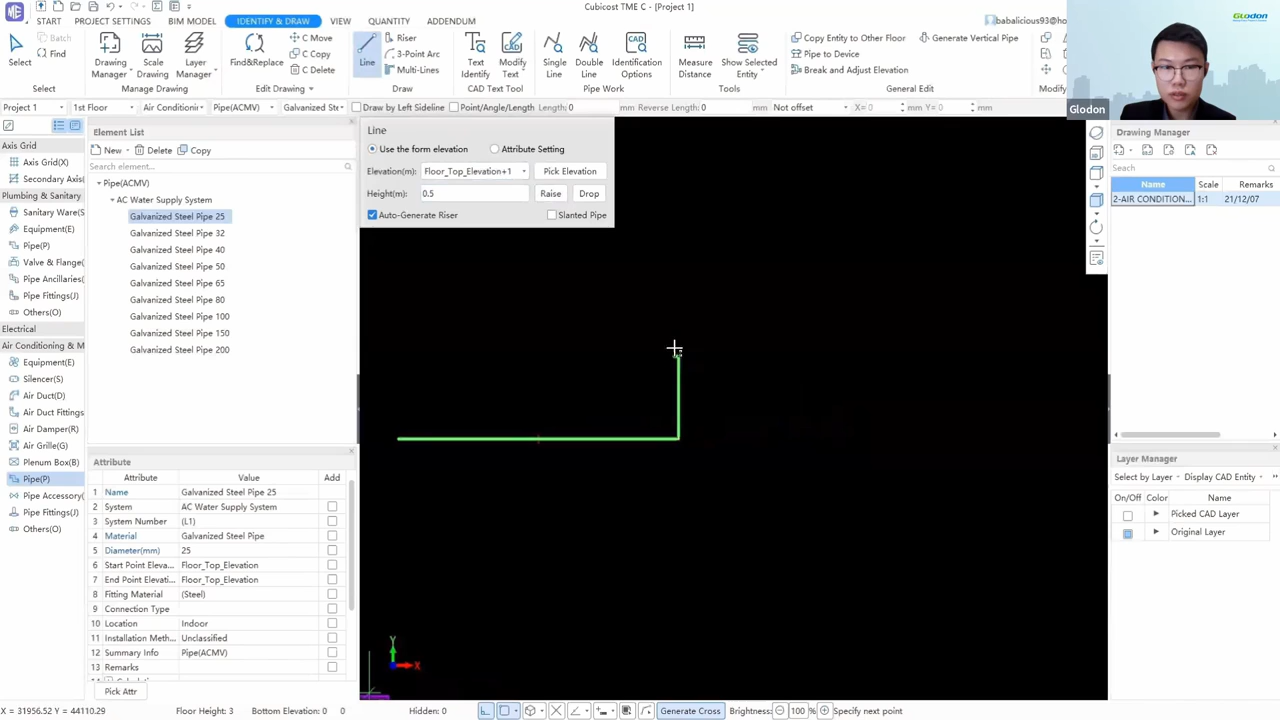 Cubicost TME C - [Project 1]
ME
START PROJECT SETTINGS BIM MODEL IDENTIFY & DRAW VIEW QUANTITY ADDENDUM
babalicious93@ho
Glodon
Select
Batch
Find
Drawing Manager
Scale Drawing
Layer Manager
Manage Drawing
Find&Replace
C Move
C Copy
C Delete
Edit Drawing
Line
Riser
3-Point Arc
Multi-Lines
Draw
Text Identify
Modify Text
CAD Text Tool
Single Line
Double Line
Identification Options
Pipe Work
Measure Distance
Show Selected Entity
Tools
Copy Entity to Other Floor
Pipe to Device
Break and Adjust Elevation
Generate Vertical Pipe
General Edit
Modify
Glodon
Project 1 1st Floor Air Conditioni Pipe(ACMV) Galvanized Ste Draw by Left Sideline Point/Angle/Length Length: 0 mm Reverse Length: 0 mm Not offset X= 0 Y= 0 mm
Axis Grid
Axis Grid(X)
Secondary Axis
Plumbing & Sanitary
Sanitary Ware(S
Equipment(E)
Pipe(P)
Valve & Flange(
Pipe Ancillaries(
Pipe Fittings(J)
Others(O)
Electrical
Air Conditioning & M
Equipment(E)
Silencer(S)
Air Duct(D)
Air Duct Fittings
Air Damper(R)
Air Grille(G)
Plenum Box(B)
Pipe(P)
Pipe Accessory(
Pipe Fittings(J)
Others(O)
Element List
New Delete Copy
Search element...
Pipe(ACMV)
AC Water Supply System
Galvanized Steel Pipe 25
Galvanized Steel Pipe 32
Galvanized Steel Pipe 40
Galvanized Steel Pipe 50
Galvanized Steel Pipe 65
Galvanized Steel Pipe 80
Galvanized Steel Pipe 100
Galvanized Steel Pipe 150
Galvanized Steel Pipe 200
Attribute
Attribute Value Add
1 Name Galvanized Steel Pipe 25
2 System AC Water Supply System
3 System Number (L1)
4 Material Galvanized Steel Pipe
5 Diameter(mm) 25
6 Start Point Eleva... Floor_Top_Elevation
7 End Point Elevati... Floor_Top_Elevation
8 Fitting Material (Steel)
9 Connection Type
10 Location Indoor
11 Installation Meth... Unclassified
12 Summary Info Pipe(ACMV)
13 Remarks
Pick Attr
Line
Use the form elevation Attribute Setting
Elevation(m): Floor_Top_Elevation+1 Pick Elevation
Height(m): 0.5 Raise Drop
Auto-Generate Riser Slanted Pipe
Y
X
Drawing Manager
Search
Name Scale Remarks
2-AIR CONDITION... 1:1 21/12/07
Layer Manager
Select by Layer Display CAD Entity
On/Off Color Name
Picked CAD Layer
Original Layer
X = 31956.52 Y = 44110.29 Floor Height: 3 Bottom Elevation: 0 0 Hidden: 0 Generate Cross Brightness: 100 % Specify next point